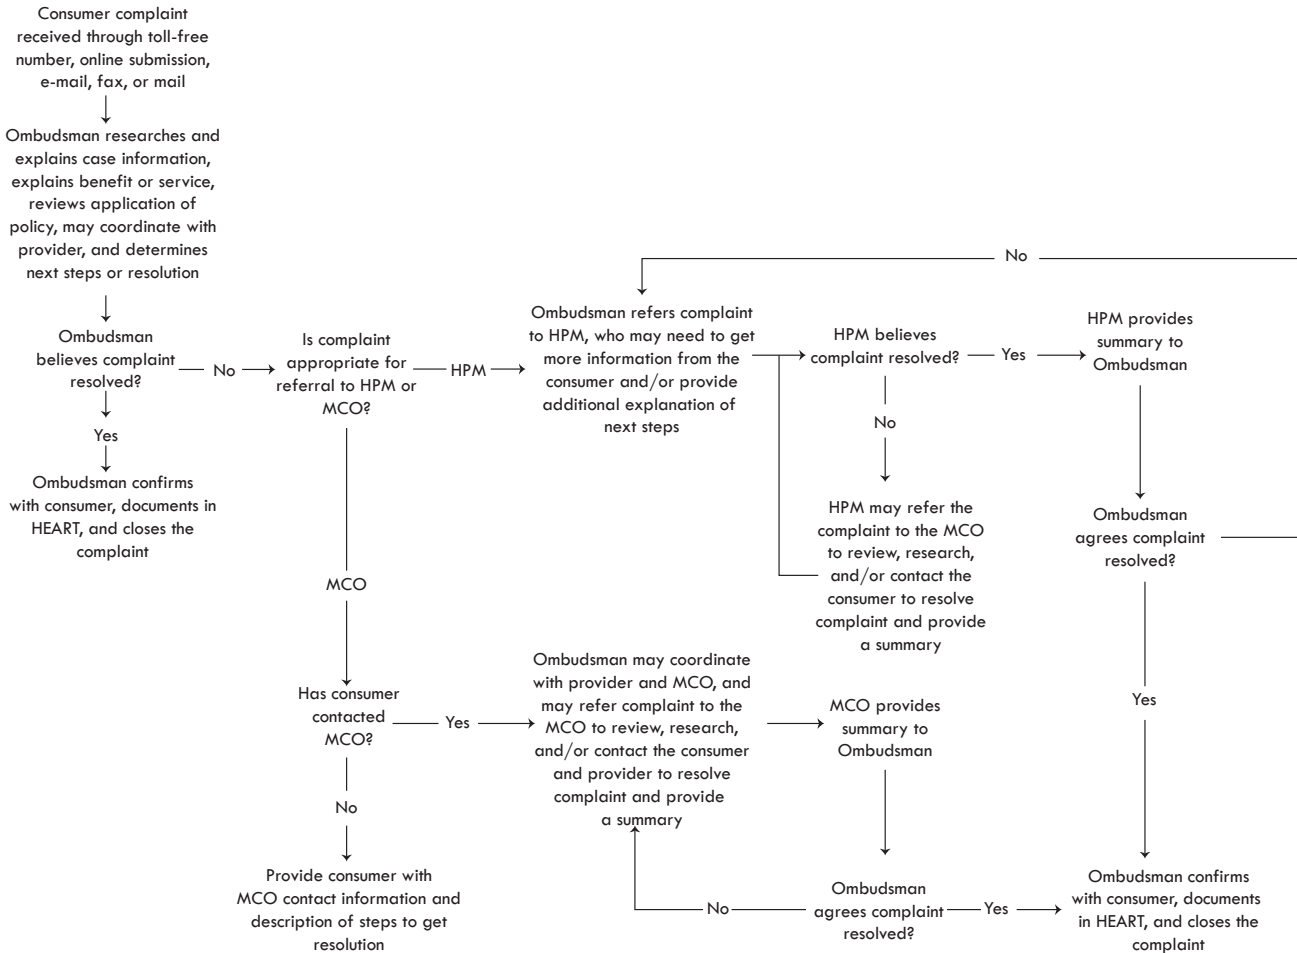 Consumer complaint
received through toll-free
number, online submission,
e-mail, fax, or mail
Ombudsman researches and
explains case information,
explains benefit or service,
reviews application of
policy, may coordinate with
provider, and determines
next steps or resolution
Ombudsman
believes complaint
resolved?
No
Yes
Ombudsman confirms
with consumer, documents in
HEART, and closes the
complaint
Is complaint
appropriate for
referral to HPM or
MCO?
HPM
Ombudsman refers complaint
to HPM, who may need to get
more information from the
consumer and/or provide
additional explanation of
next steps
HPM believes
complaint resolved?
Yes
HPM provides
summary to
Ombudsman
No
No
HPM may refer the
complaint to the MCO
to review, research,
and/or contact the
consumer to resolve
complaint and provide
a summary
Ombudsman
agrees complaint
resolved?
Yes
MCO
Has consumer
contacted
MCO?
Yes
No
Provide consumer with
MCO contact information and
description of steps to get
resolution
Ombudsman may coordinate
with provider and MCO, and
may refer complaint to the
MCO to review, research,
and/or contact the consumer
and provider to resolve
complaint and provide
a summary
MCO provides
summary to
Ombudsman
Ombudsman
agrees complaint
resolved?
No
Yes
Ombudsman confirms
with consumer, documents
in HEART, and closes the
complaint